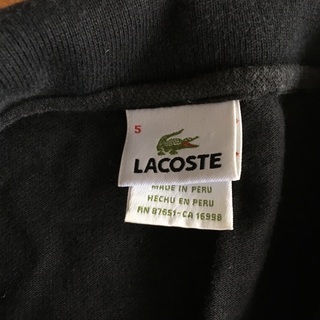 5
LACOSTE
MADE IN PERU
HECHO EN PERU
RN 87651-CA 16998